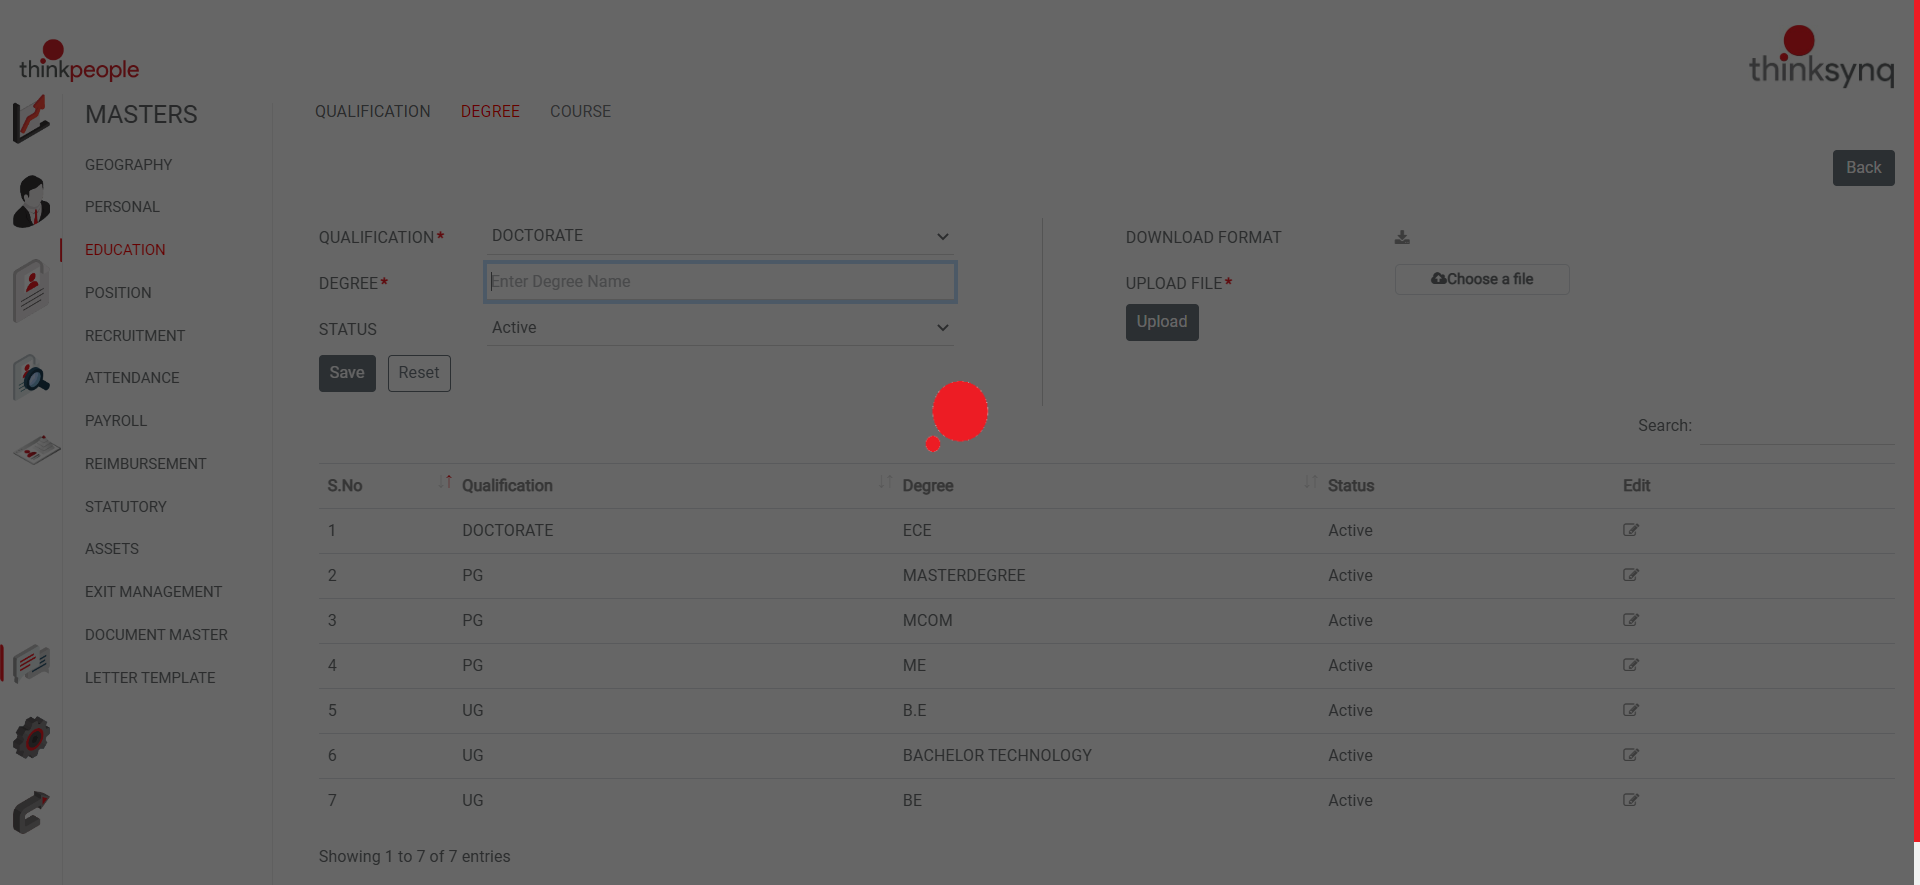 thinkpeople
thinksynq
MASTERS
QUALIFICATION DEGREE COURSE
GEOGRAPHY
Back
PERSONAL
QUALIFICATION* DOCTORATE DOWNLOAD FORMAT
EDUCATION
DEGREE* Enter Degree Name UPLOAD FILE* Choose a file
POSITION
STATUS Active Upload
RECRUITMENT
ATTENDANCE
Save Reset
PAYROLL
Search:
REIMBURSEMENT
STATUTORY
ASSETS
EXIT MANAGEMENT
DOCUMENT MASTER
LETTER TEMPLATE
S.No Qualification Degree Status Edit
1 DOCTORATE ECE Active
2 PG MASTERDEGREE Active
3 PG MCOM Active
4 PG ME Active
5 UG B.E Active
6 UG BACHELOR TECHNOLOGY Active
7 UG BE Active
Showing 1 to 7 of 7 entries